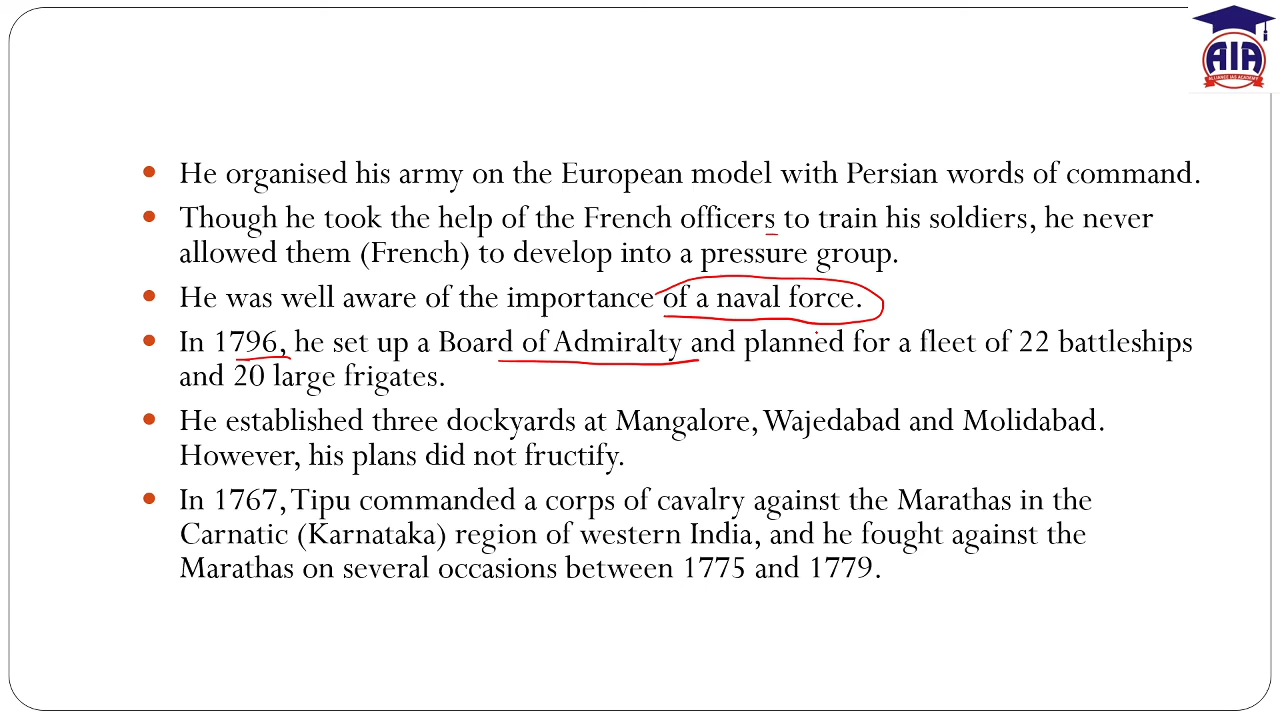 AIA
ALLIANCE IAS ACADEMY
• He organised his army on the European model with Persian words of command.
• Though he took the help of the French officers to train his soldiers, he never
allowed them (French) to develop into a pressure group.
• He was well aware of the importance of a naval force.
• In 1796, he set up a Board of Admiralty and planned for a fleet of 22 battleships
and 20 large frigates.
• He established three dockyards at Mangalore, Wajedabad and Molidabad.
However, his plans did not fructify.
• In 1767, Tipu commanded a corps of cavalry against the Marathas in the
Carnatic (Karnataka) region of western India, and he fought against the
Marathas on several occasions between 1775 and 1779.